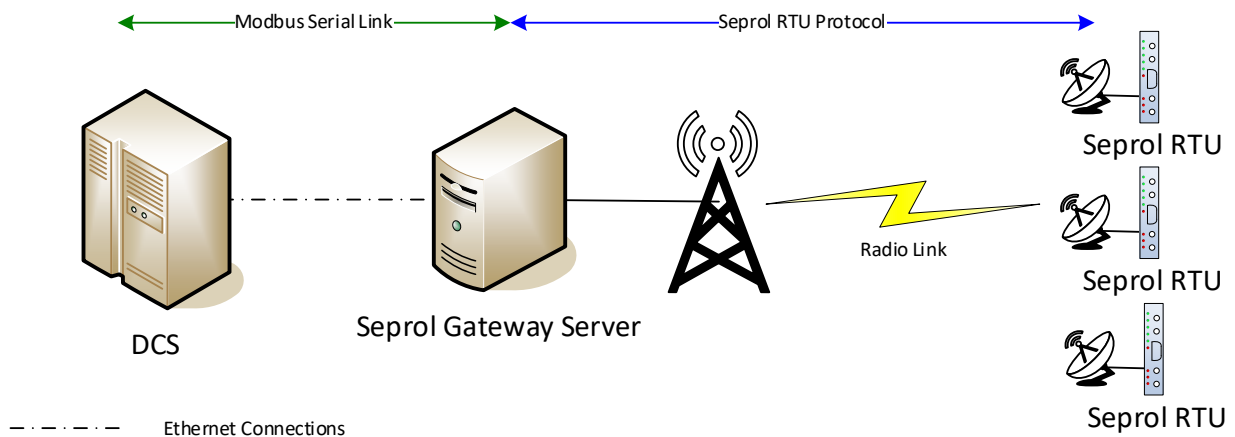 Modbus Serial Link
Seprol RTU Protocol
Seprol RTU
Radio Link
Seprol RTU
Seprol Gateway Server
DCS
Seprol RTU
Ethernet Connections